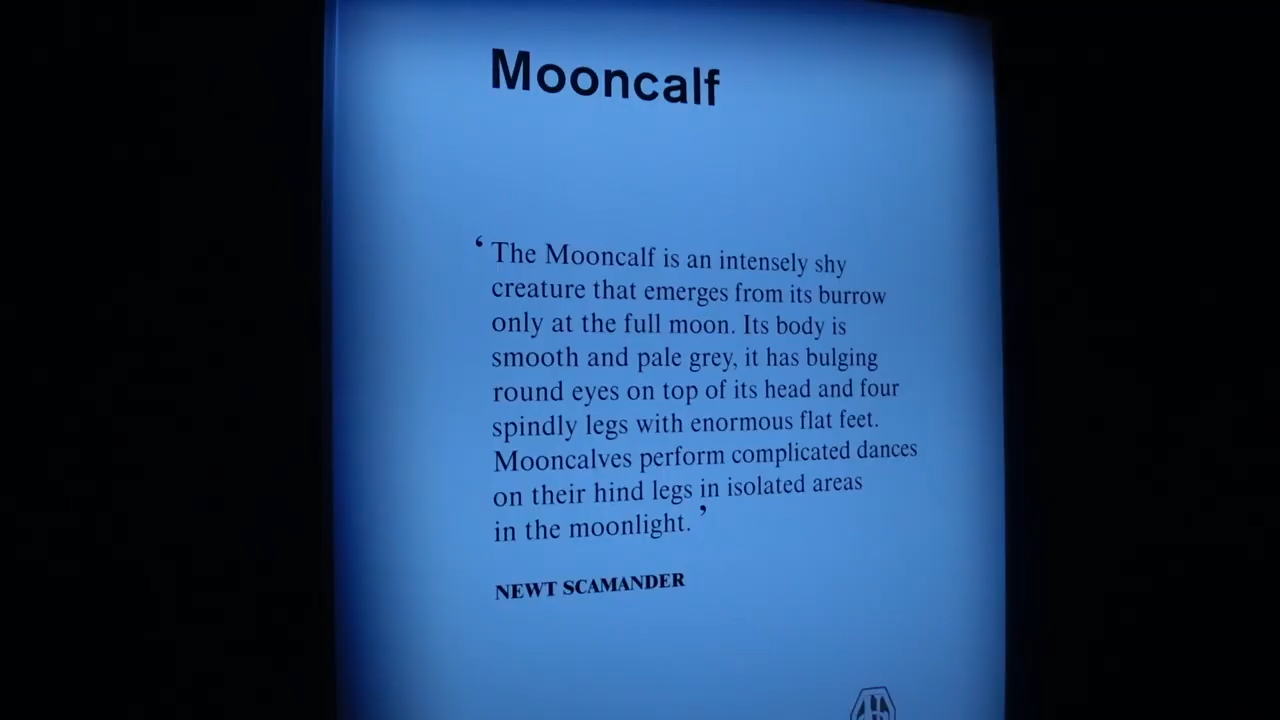 Mooncalf
‘ The Mooncalf is an intensely shy
creature that emerges from its burrow
only at the full moon. Its body is
smooth and pale grey, it has bulging
round eyes on top of its head and four
spindly legs with enormous flat feet.
Mooncalves perform complicated dances
on their hind legs in isolated areas
in the moonlight. ’
NEWT SCAMANDER